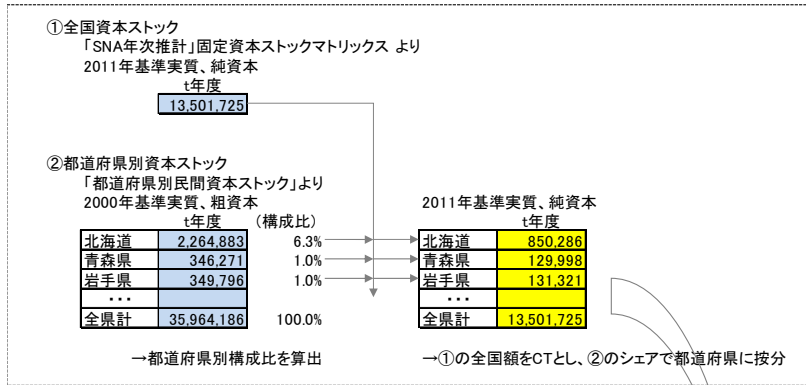 ①全国資本ストック
「SNA年次推計」固定資本ストックマトリックス より
2011年基準実質、純資本
t年度
13,501,725
②都道府県別資本ストック
「都道府県別民間資本ストック」より
2000年基準実質、粗資本
t年度 （構成比）
北海道 2,264,883 6.3%
青森県 346,271 1.0%
岩手県 349,796 1.0%
・・・
全県計 35,964,186 100.0%
→都道府県別構成比を算出
2011年基準実質、純資本
t年度
北海道 850,286
青森県 129,998
岩手県 131,321
・・・
全県計 13,501,725
→①の全国額をCTとし、②のシェアで都道府県に按分